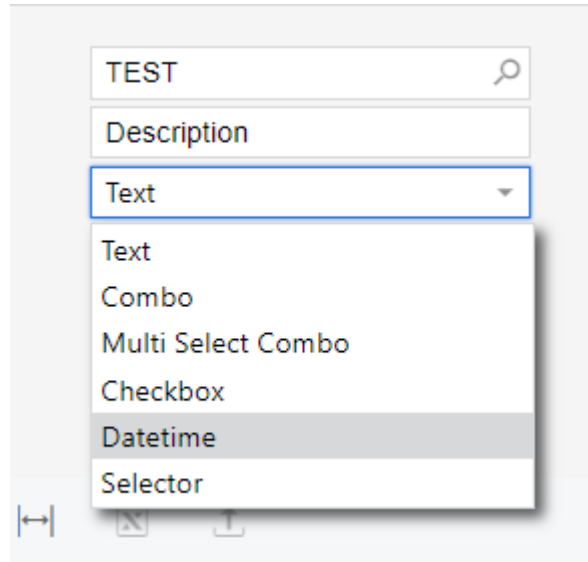 TEST
Description
Text
Text
Combo
Multi Select Combo
Checkbox
Datetime
Selector